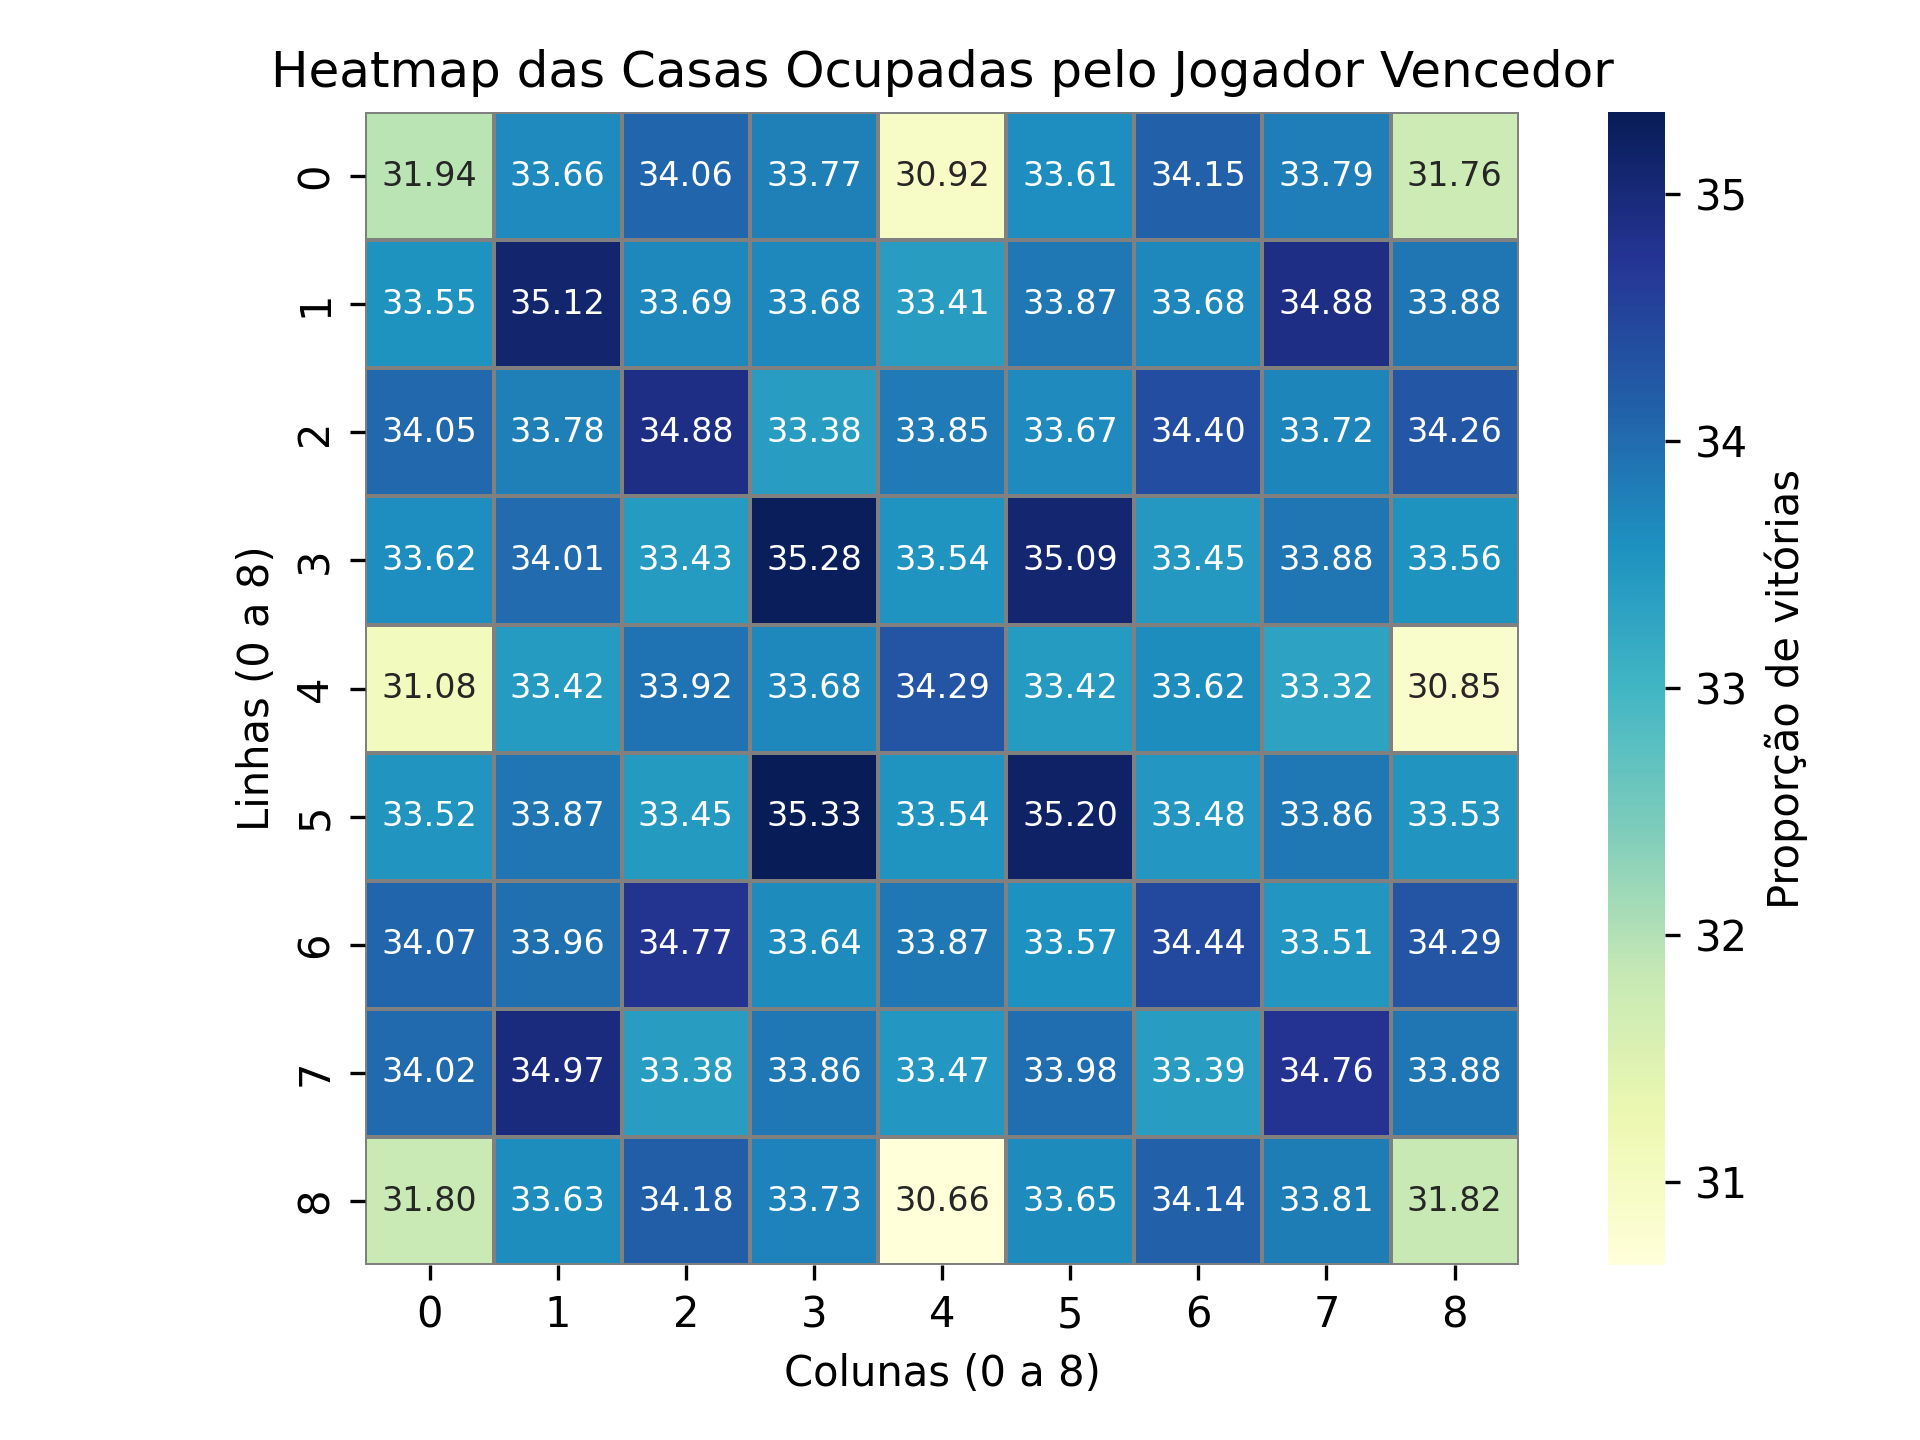 Heatmap das Casas Ocupadas pelo Jogador Vencedor
0 31.94 33.66 34.06 33.77 30.92 33.61 34.15 33.79 31.76
1 33.55 35.12 33.69 33.68 33.41 33.87 33.68 34.88 33.88
2 34.05 33.78 34.88 33.38 33.85 33.67 34.40 33.72 34.26
3 33.62 34.01 33.43 35.28 33.54 35.09 33.45 33.88 33.56
4 31.08 33.42 33.92 33.68 34.29 33.42 33.62 33.32 30.85
5 33.52 33.87 33.45 35.33 33.54 35.20 33.48 33.86 33.53
6 34.07 33.96 34.77 33.64 33.87 33.57 34.44 33.51 34.29
7 34.02 34.97 33.38 33.86 33.47 33.98 33.39 34.76 33.88
8 31.80 33.63 34.18 33.73 30.66 33.65 34.14 33.81 31.82
0 1 2 3 4 5 6 7 8
Colunas (0 a 8)
Linhas (0 a 8)
35
34
33
32
31
Proporção de vitórias